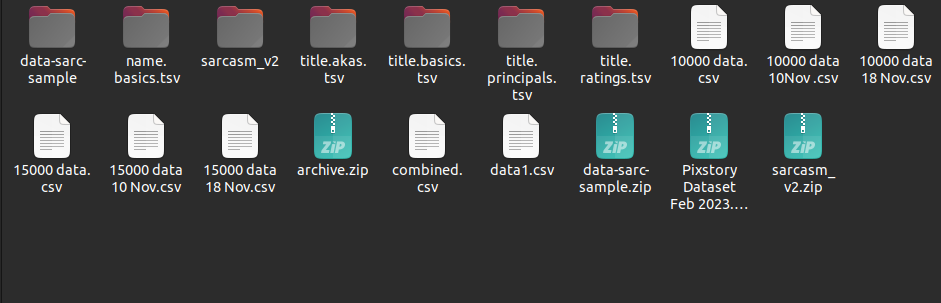 data-sarc-
sample
name.
basics.tsv
sarcasm_v2
title.akas.
tsv
title.basics.
tsv
title.
principals.
tsv
title.
ratings.tsv
10000 data.
csv
10000 data
10Nov .csv
10000 data
18 Nov.csv
15000 data.
csv
15000 data
10 Nov.csv
15000 data
18 Nov.csv
ZiP
archive.zip
combined.
csv
data1.csv
ZiP
data-sarc-
sample.zip
ZiP
Pixstory
Dataset
Feb 2023.…
ZiP
sarcasm_
v2.zip